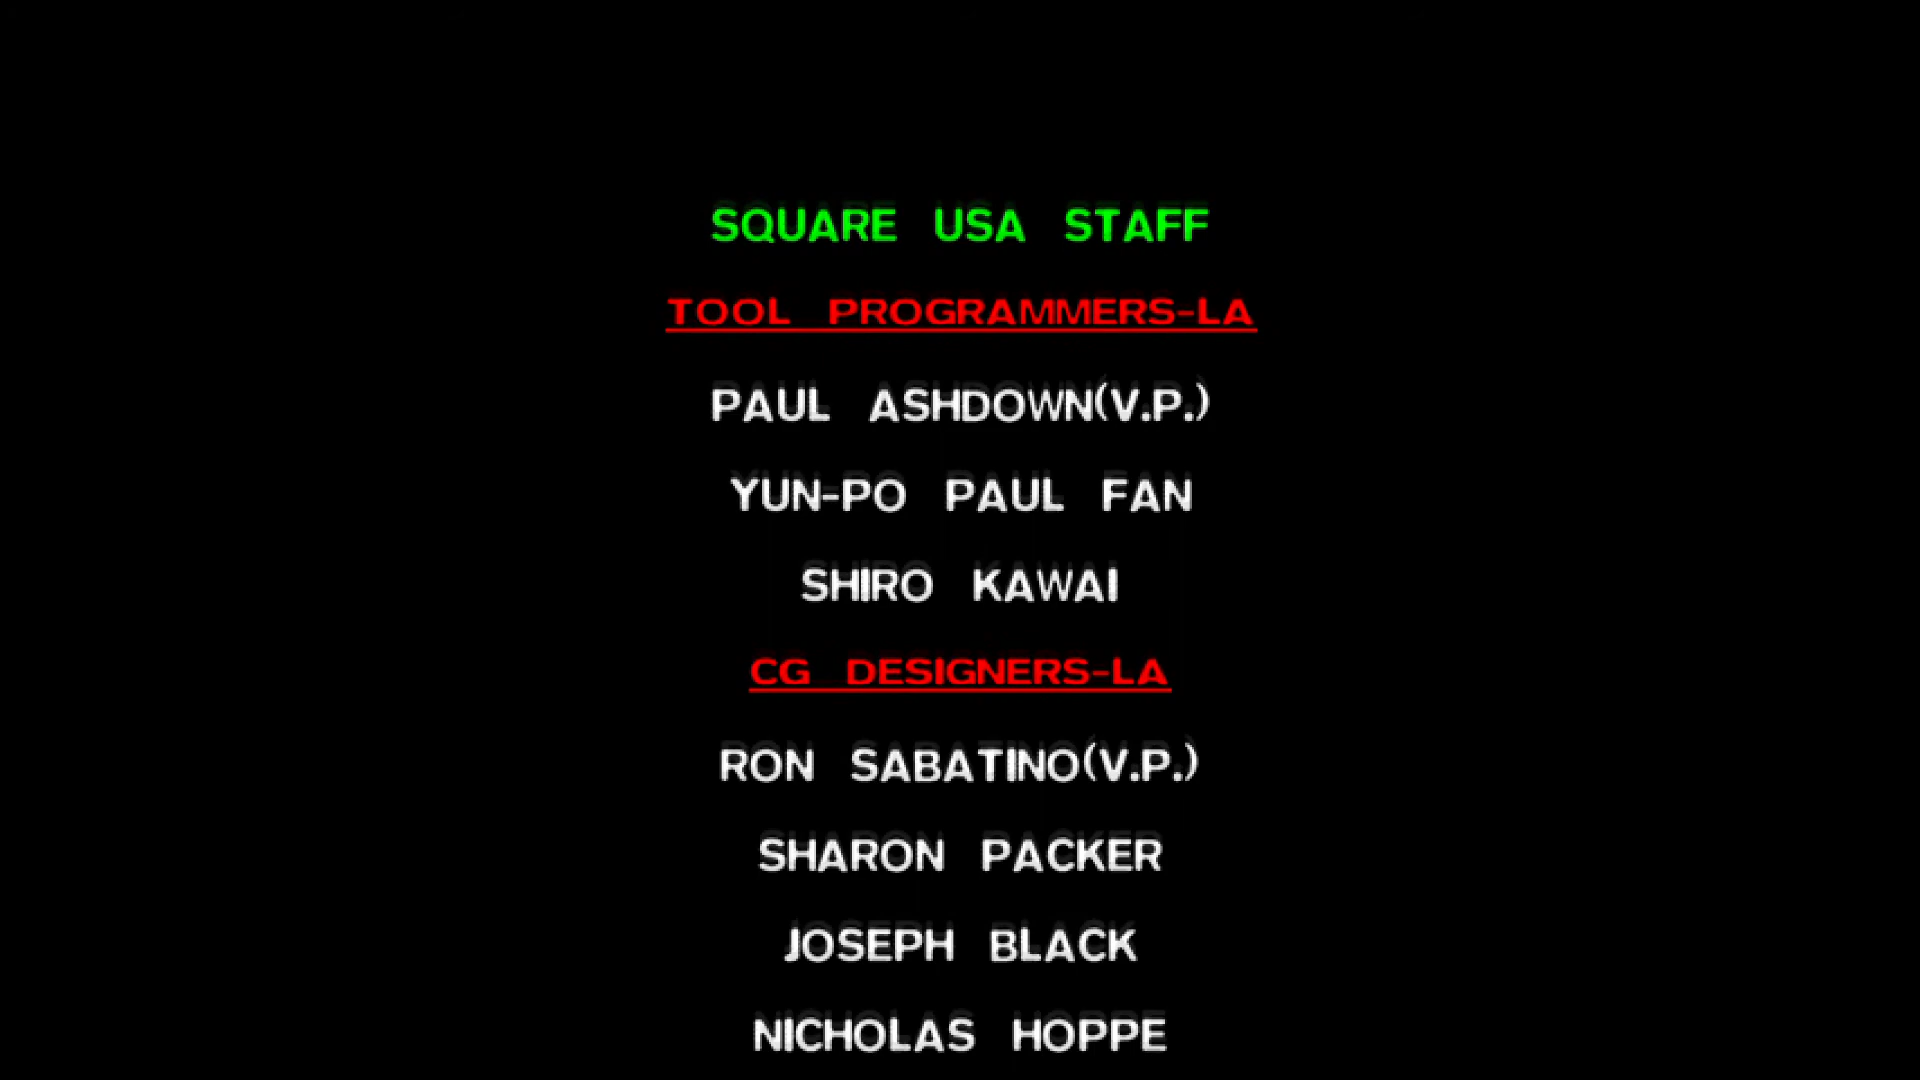 SQUARE USA STAFF
TOOL PROGRAMMERS-LA
PAUL ASHDOWN(V.P.)
YUN-PO PAUL FAN
SHIRO KAWAI
CG DESIGNERS-LA
RON SABATINO(V.P.)
SHARON PACKER
JOSEPH BLACK
NICHOLAS HOPPE